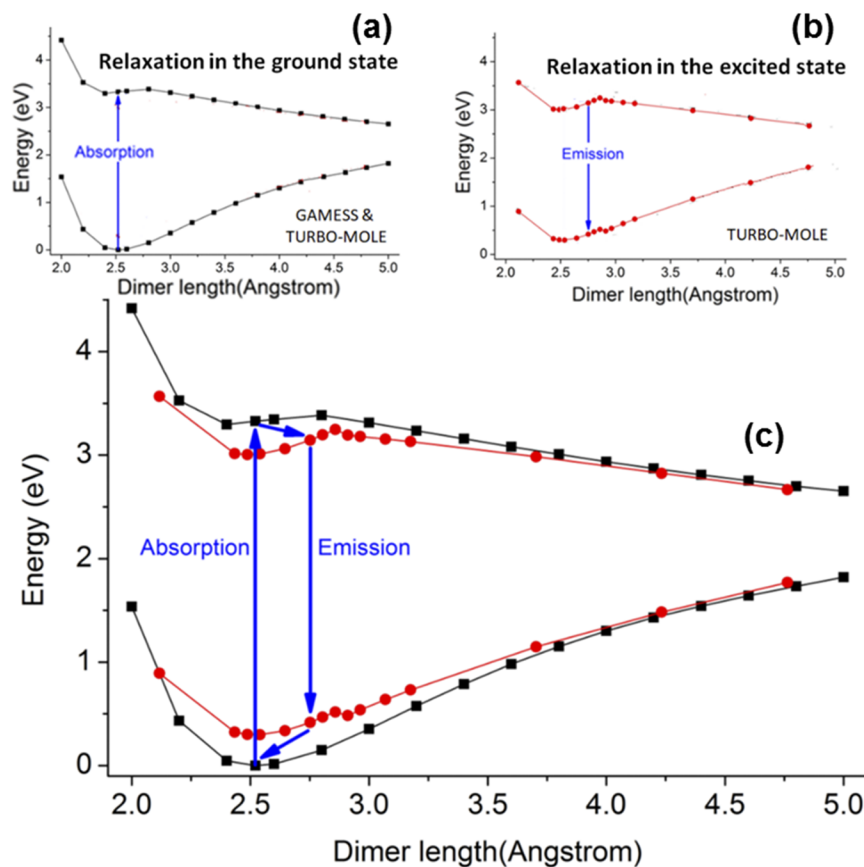 (a)
Relaxation in the ground state
Energy (eV)
4
3
2
1
0
Absorption
GAMESS &
TURBO-MOLE
2.0 2.5 3.0 3.5 4.0 4.5 5.0
Dimer length(Angstrom)
(b)
Relaxation in the excited state
Energy (eV)
4
3
2
1
0
Emission
TURBO-MOLE
2.0 2.5 3.0 3.5 4.0 4.5 5.0
Dimer length(Angstrom)
(c)
Energy (eV)
4
3
2
1
0
Absorption
Emission
2.0 2.5 3.0 3.5 4.0 4.5 5.0
Dimer length(Angstrom)